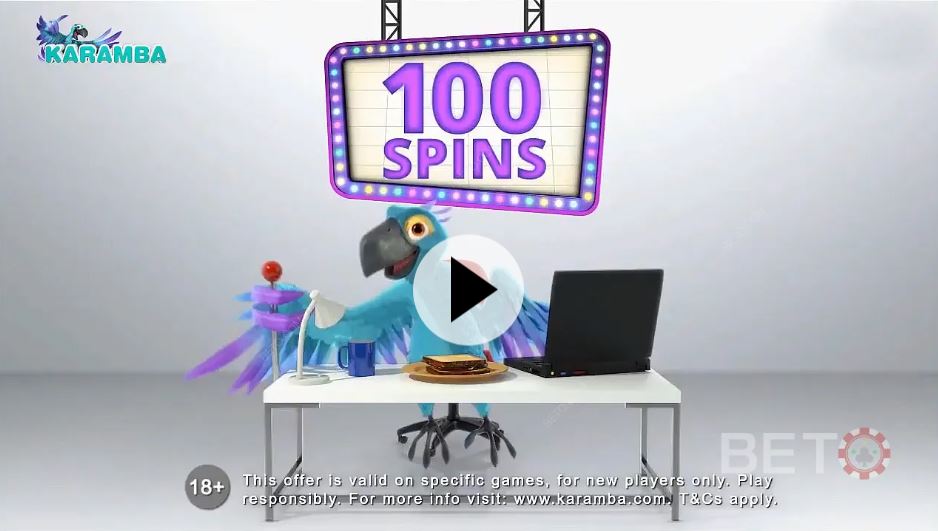 KARAMBA
100
SPINS
BET
18+
This offer is valid on specific games, for new players only. Play
responsibly. For more info visit: www.karamba.com. T&Cs apply.